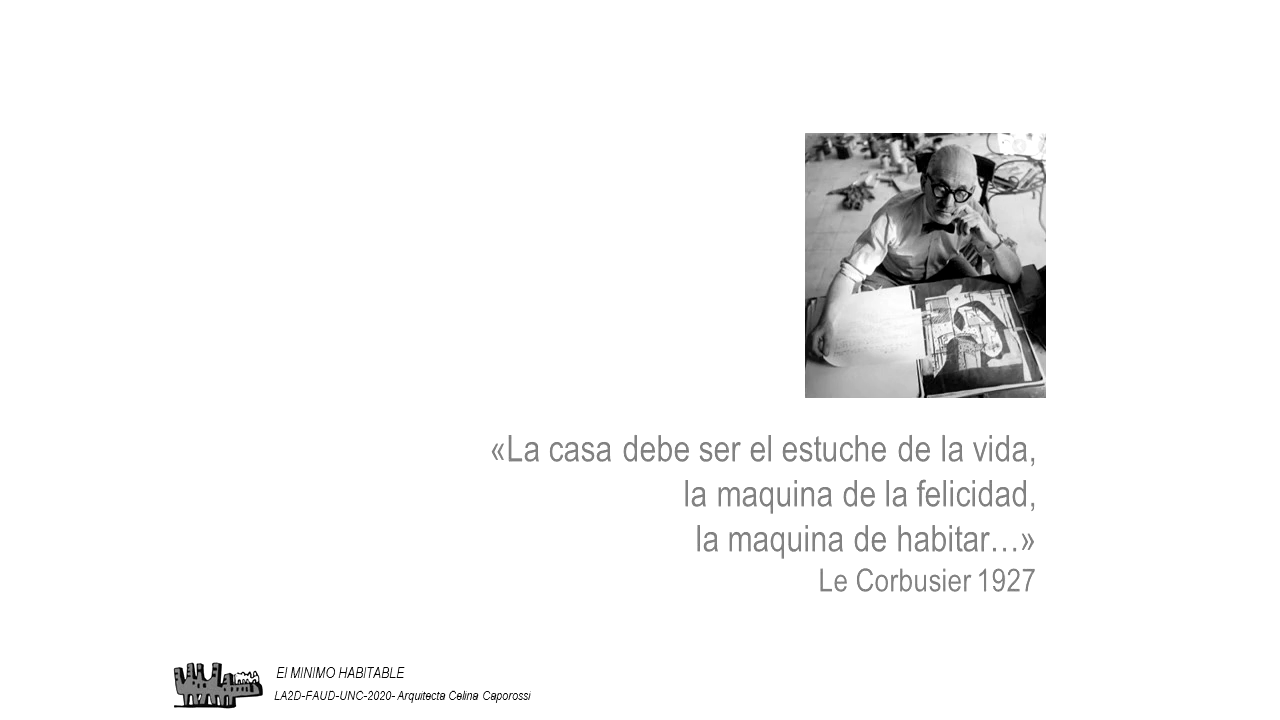 «La casa debe ser el estuche de la vida,
la maquina de la felicidad,
la maquina de habitar…»
Le Corbusier 1927
El MINIMO HABITABLE
LA2D-FAUD-UNC-2020- Arquitecta Celina Caporossi